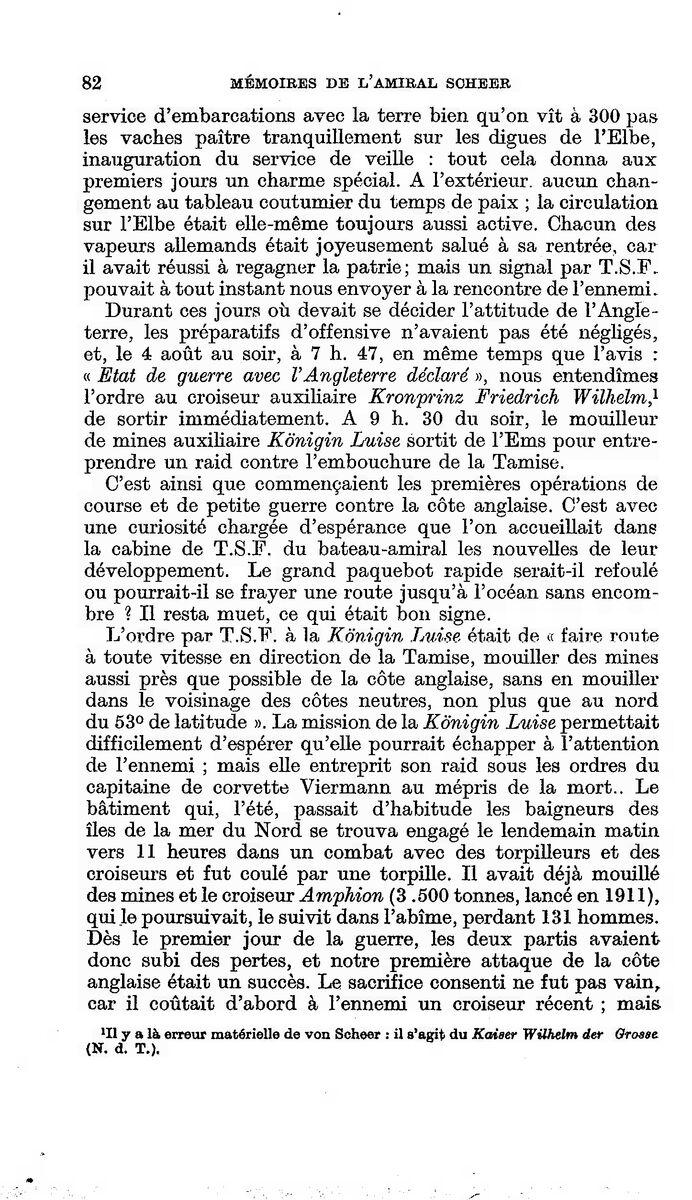 82 MÉMOIRES DE L'AMIRAL SCHEER
service d'embarcations avec la terre bien qu'on vît à 300 pas
les vaches paître tranquillement sur les digues de l'Elbe,
inauguration du service de veille : tout cela donna aux
premiers jours un charme spécial. A l'extérieur. aucun chan-
gement au tableau coutumier du temps de paix ; la circulation
sur l'Elbe était elle-même toujours aussi active. Chacun des
vapeurs allemands était joyeusement salué à sa rentrée, car
il avait réussi à regagner la patrie; mais un signal par T.S.F.
pouvait à tout instant nous envoyer à la rencontre de l'ennemi.
Durant ces jours où devait se décider l'attitude de l'Angle-
terre, les préparatifs d'offensive n'avaient pas été négligés,
et, le 4 août au soir, à 7 h. 47, en même temps que l'avis :
« Etat de guerre avec l'Angleterre déclaré », nous entendîmes
l'ordre au croiseur auxiliaire Kronprinz Friedrich Wilhelm,¹
de sortir immédiatement. A 9 h. 30 du soir, le mouilleur
de mines auxiliaire Königin Luise sortit de l'Ems pour entre-
prendre un raid contre l'embouchure de la Tamise.
C'est ainsi que commençaient les premières opérations de
course et de petite guerre contre la côte anglaise. C'est avec
une curiosité chargée d'espérance que l'on accueillait dans
la cabine de T.S.F. du bateau-amiral les nouvelles de leur
développement. Le grand paquebot rapide serait-il refoulé
ou pourrait-il se frayer une route jusqu'à l'océan sans encom-
bre ? Il resta muet, ce qui était bon signe.
L'ordre par T.S.F. à la Königin Luise était de « faire route
à toute vitesse en direction de la Tamise, mouiller des mines
aussi près que possible de la côte anglaise, sans en mouiller
dans le voisinage des côtes neutres, non plus que au nord
du 53º de latitude ». La mission de la Königin Luise permettait
difficilement d'espérer qu'elle pourrait échapper à l'attention
de l'ennemi ; mais elle entreprit son raid sous les ordres du
capitaine de corvette Viermann au mépris de la mort.. Le
bâtiment qui, l'été, passait d'habitude les baigneurs des
îles de la mer du Nord se trouva engagé le lendemain matin
vers 11 heures dans un combat avec des torpilleurs et des
croiseurs et fut coulé par une torpille. Il avait déjà mouillé
des mines et le croiseur Amphion (3 .500 tonnes, lancé en 1911),
qui le poursuivait, le suivit dans l'abîme, perdant 131 hommes.
Dès le premier jour de la guerre, les deux partis avaient
donc subi des pertes, et notre première attaque de la côte
anglaise était un succès. Le sacrifice consenti ne fut pas vain,
car il coûtait d'abord à l'ennemi un croiseur récent ; mais
¹Il y a là erreur matérielle de von Scheer : il s'agit du Kaiser Wilhelm der Grosse
(N. d. T.).